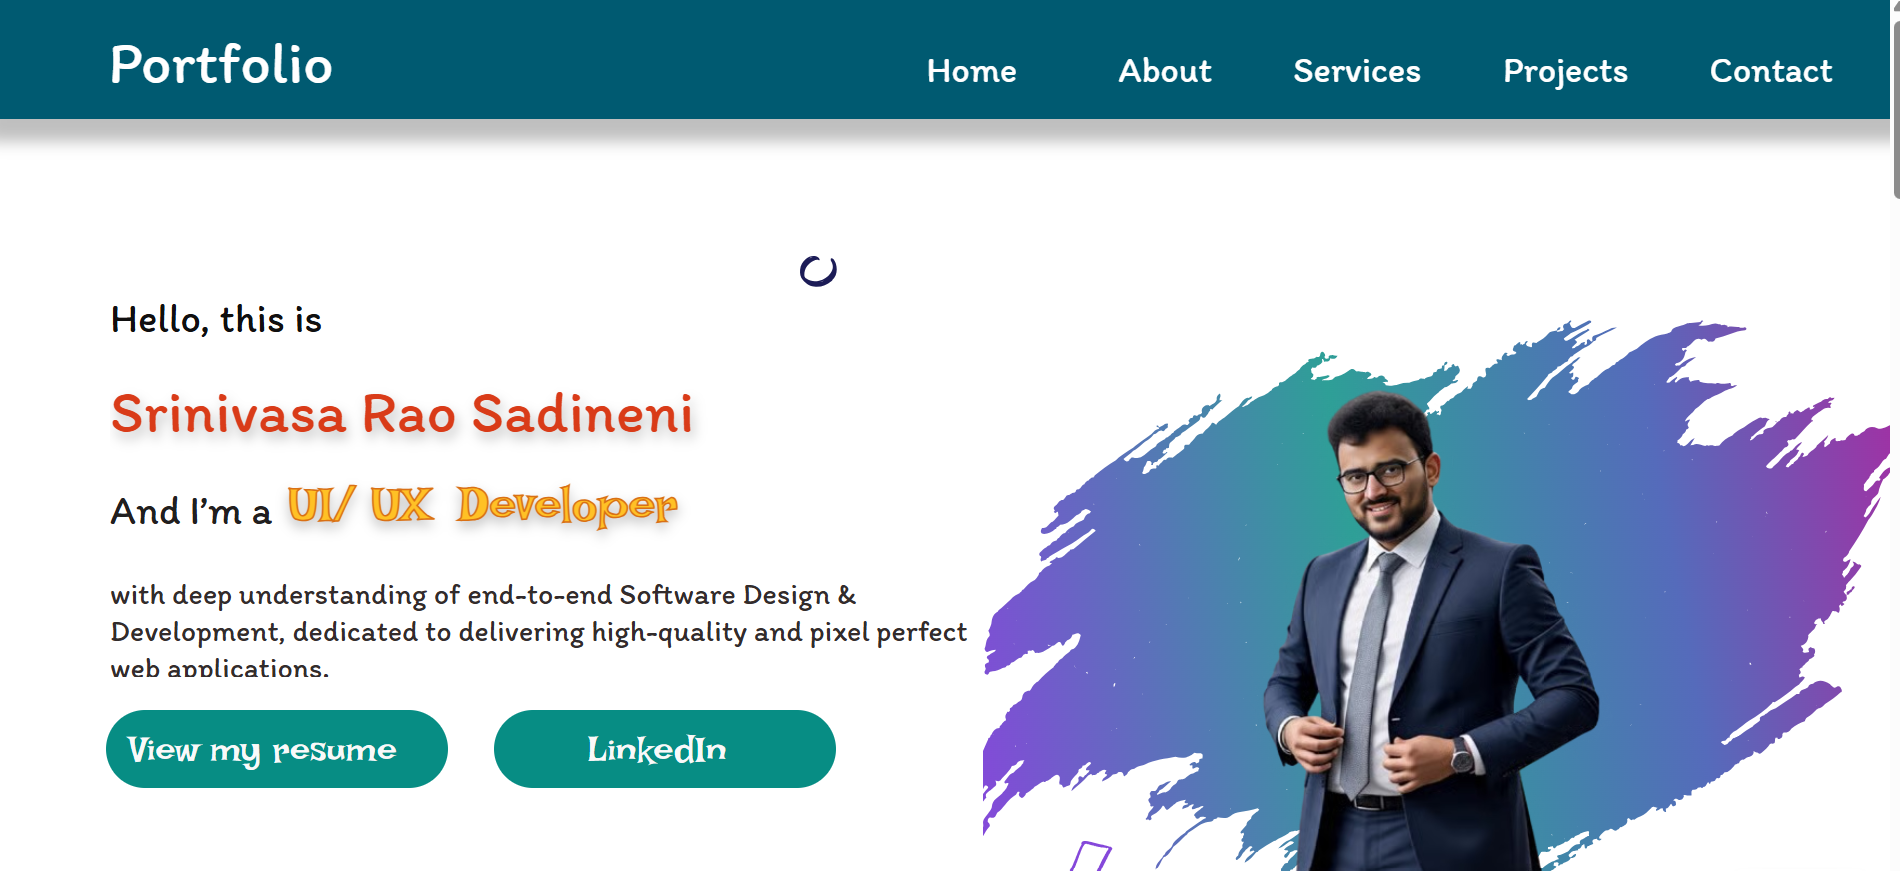 Portfolio
Home About Services Projects Contact
Hello, this is
Srinivasa Rao Sadineni
And I’m a UI/ UX Developer
with deep understanding of end-to-end Software Design &
Development, dedicated to delivering high-quality and pixel perfect
web applications.
View my resume
LinkedIn